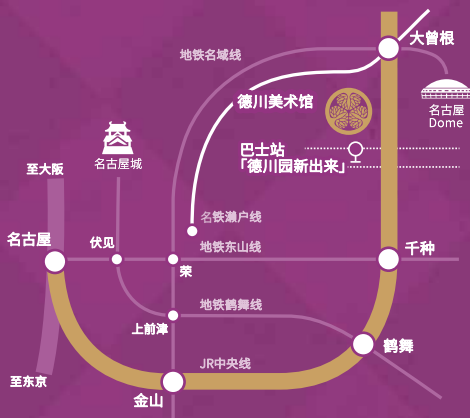 大曾根
地铁名域线
名古屋
Dome
德川美术馆
巴士站
「德川园新出来」
名古屋城
至大阪
名铁濑户线
名古屋
伏见
地铁东山线
千种
荣
地铁鹤舞线
上前津
鹤舞
JR中央线
至东京
金山